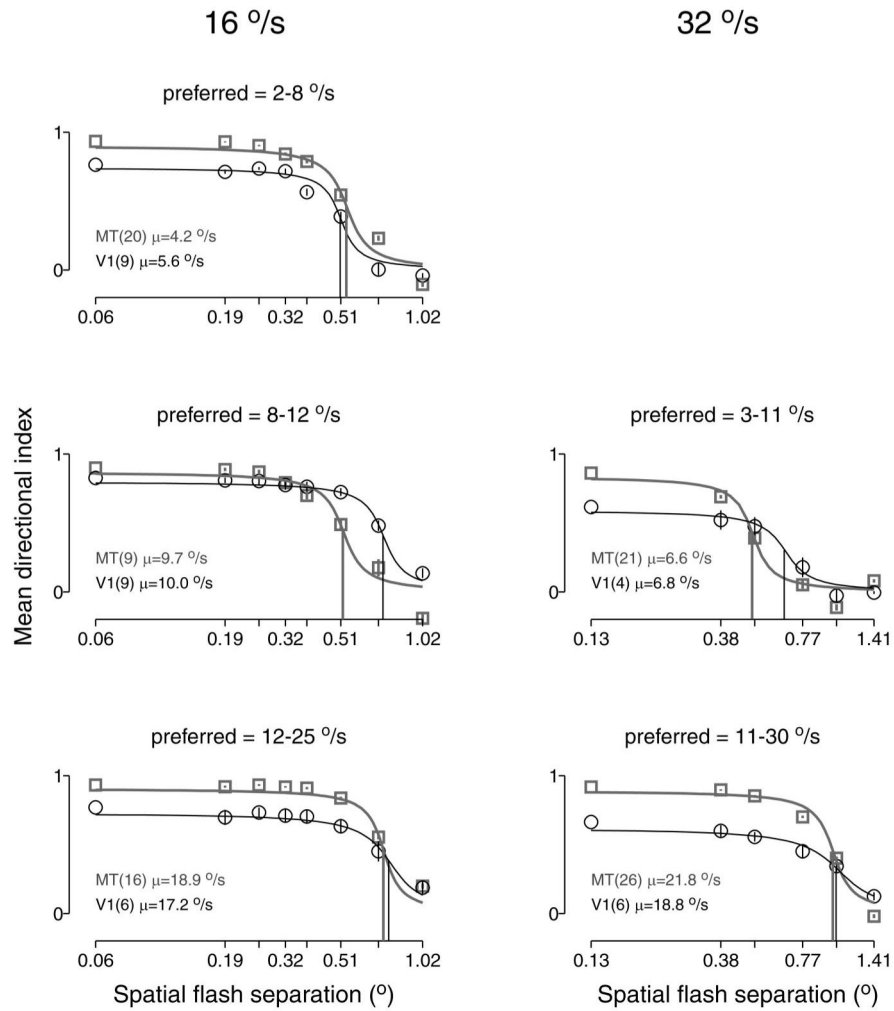 16 °/s
32 °/s
preferred = 2-8 °/s
1
0
MT(20) μ=4.2 °/s
V1(9) μ=5.6 °/s
0.06 0.19 0.32 0.51 1.02
preferred = 8-12 °/s
1
0
MT(9) μ=9.7 °/s
V1(9) μ=10.0 °/s
0.06 0.19 0.32 0.51 1.02
preferred = 3-11 °/s
1
0
MT(21) μ=6.6 °/s
V1(4) μ=6.8 °/s
0.13 0.38 0.77 1.41
Mean directional index
preferred = 12-25 °/s
1
0
MT(16) μ=18.9 °/s
V1(6) μ=17.2 °/s
0.06 0.19 0.32 0.51 1.02
Spatial flash separation (°)
preferred = 11-30 °/s
1
0
MT(26) μ=21.8 °/s
V1(6) μ=18.8 °/s
0.13 0.38 0.77 1.41
Spatial flash separation (°)